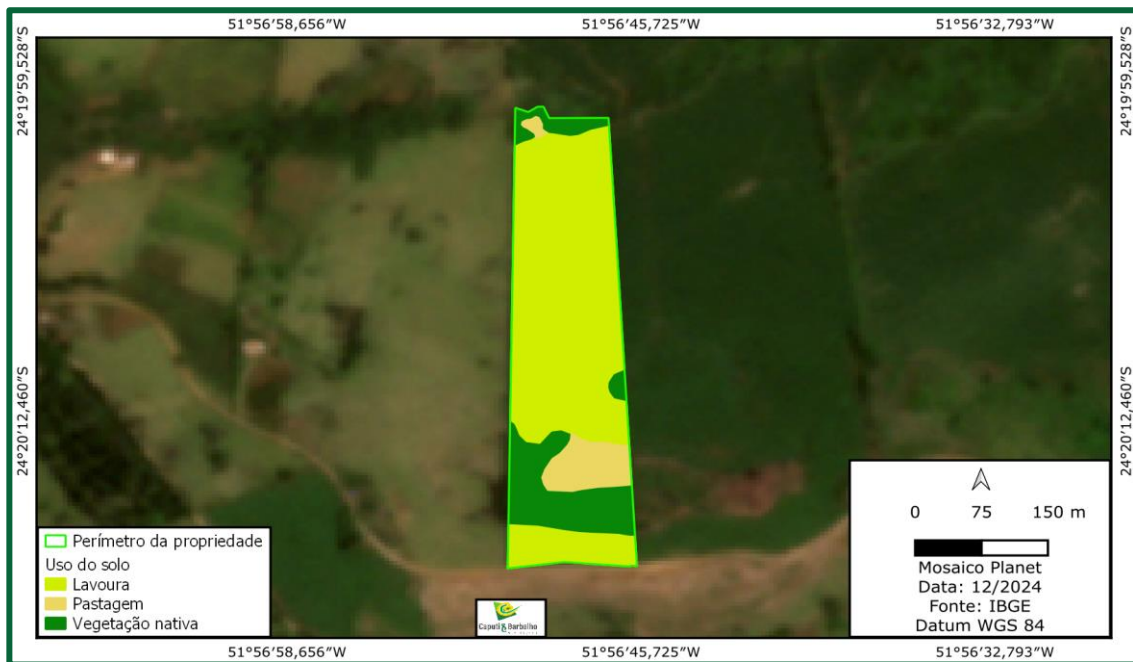 51°56'58,656"W 51°56'45,725"W 51°56'32,793"W
24°19'59,528"S
24°19'59,528"S
24°20'12,460"S
24°20'12,460"S
Perímetro da propriedade
Uso do solo
Lavoura
Pastagem
Vegetação nativa
0 75 150 m
Mosaico Planet
Data: 12/2024
Fonte: IBGE
Datum WGS 84
51°56'58,656"W 51°56'45,725"W 51°56'32,793"W